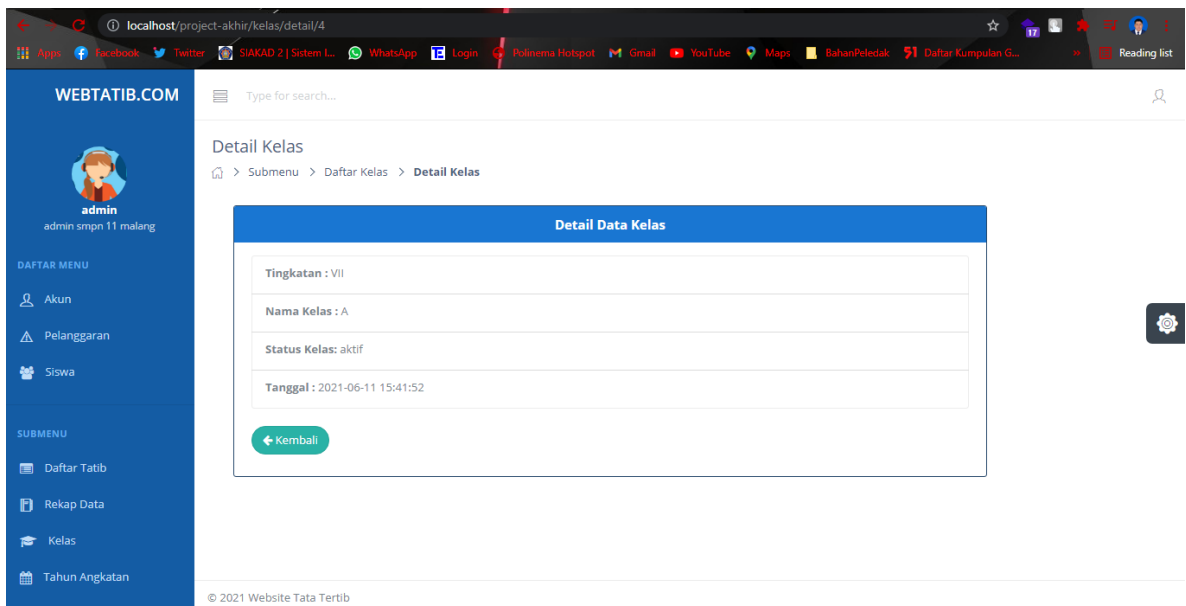 localhost/project-akhir/kelas/detail/4
17
Apps Facebook Twitter SIAKAD 2 | Sistem I... WhatsApp Login Polinema Hotspot Gmail YouTube Maps BahanPeledak Daftar Kumpulan G... » Reading list
WEBTATIB.COM
Type for search...
admin
admin smpn 11 malang
DAFTAR MENU
Akun
Pelanggaran
Siswa
SUBMENU
Daftar Tatib
Rekap Data
Kelas
Tahun Angkatan
Detail Kelas
> Submenu > Daftar Kelas > Detail Kelas
Detail Data Kelas
Tingkatan : VII
Nama Kelas : A
Status Kelas: aktif
Tanggal : 2021-06-11 15:41:52
Kembali
© 2021 Website Tata Tertib